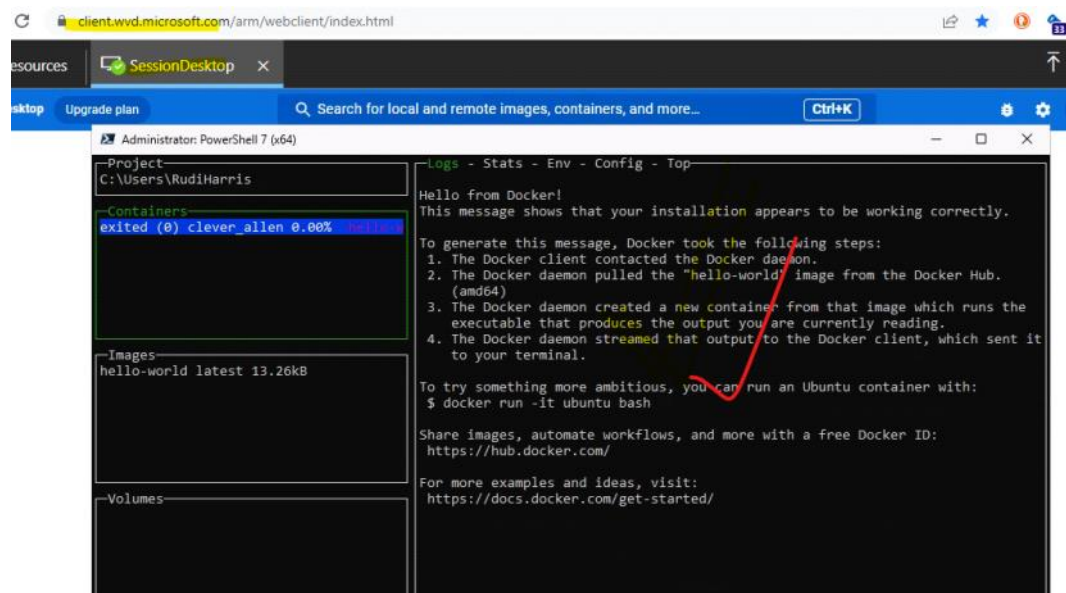 client.wvd.microsoft.com/arm/webclient/index.html
33
esources
SessionDesktop
sktop
Upgrade plan
Search for local and remote images, containers, and more...
Ctrl+K
Administrator: PowerShell 7 (x64)
Project
C:\Users\RudiHarris
Containers
exited (0) clever_allen 0.00% hello-w
Images
hello-world latest 13.26kB
Volumes
Logs - Stats - Env - Config - Top
Hello from Docker!
This message shows that your installation appears to be working correctly.
To generate this message, Docker took the following steps:
1. The Docker client contacted the Docker daemon.
2. The Docker daemon pulled the "hello-world" image from the Docker Hub.
(amd64)
3. The Docker daemon created a new container from that image which runs the
executable that produces the output you are currently reading.
4. The Docker daemon streamed that output to the Docker client, which sent it
to your terminal.
To try something more ambitious, you can run an Ubuntu container with:
$ docker run -it ubuntu bash
Share images, automate workflows, and more with a free Docker ID:
https://hub.docker.com/
For more examples and ideas, visit:
https://docs.docker.com/get-started/